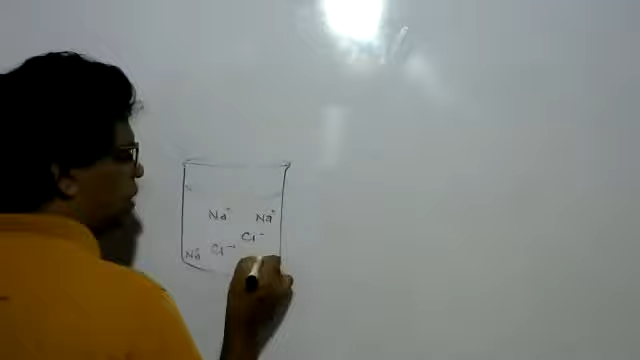 Na⁺ Na⁺
Cl⁻
Na⁺ Cl⁻